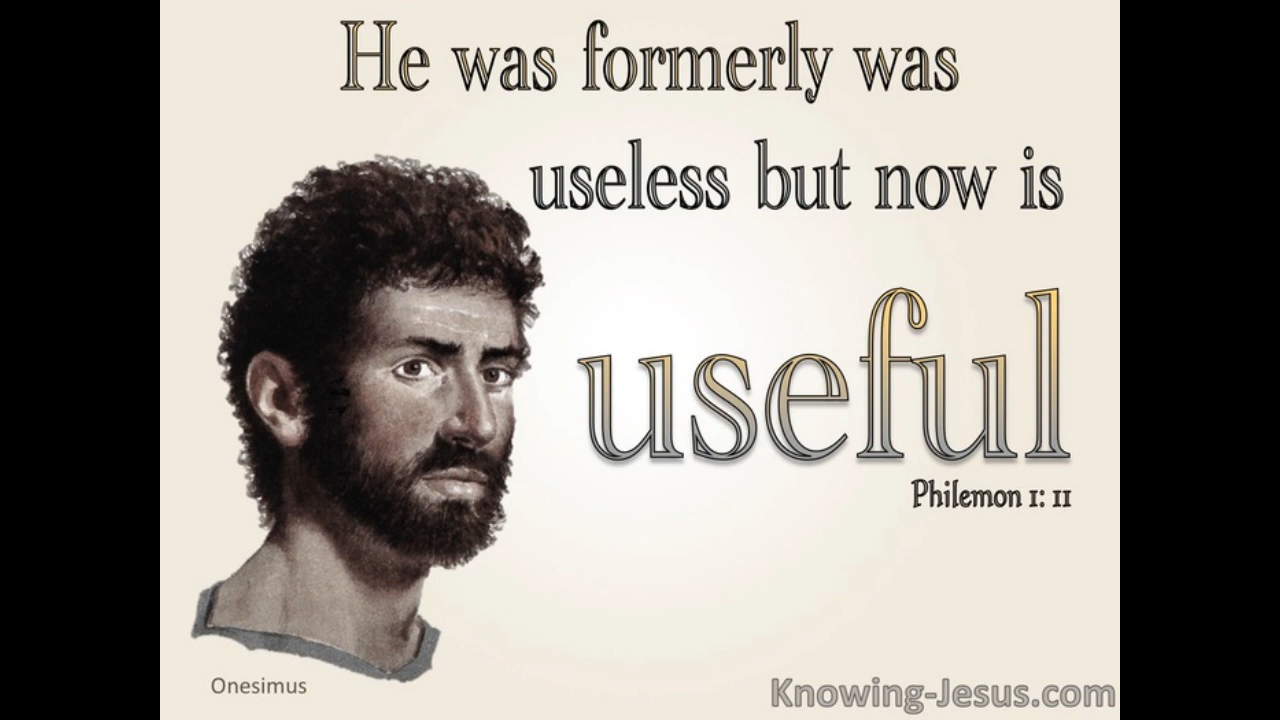 He was formerly was
useless but now is
useful
Philemon 1: 11
Onesimus
Knowing-Jesus.com